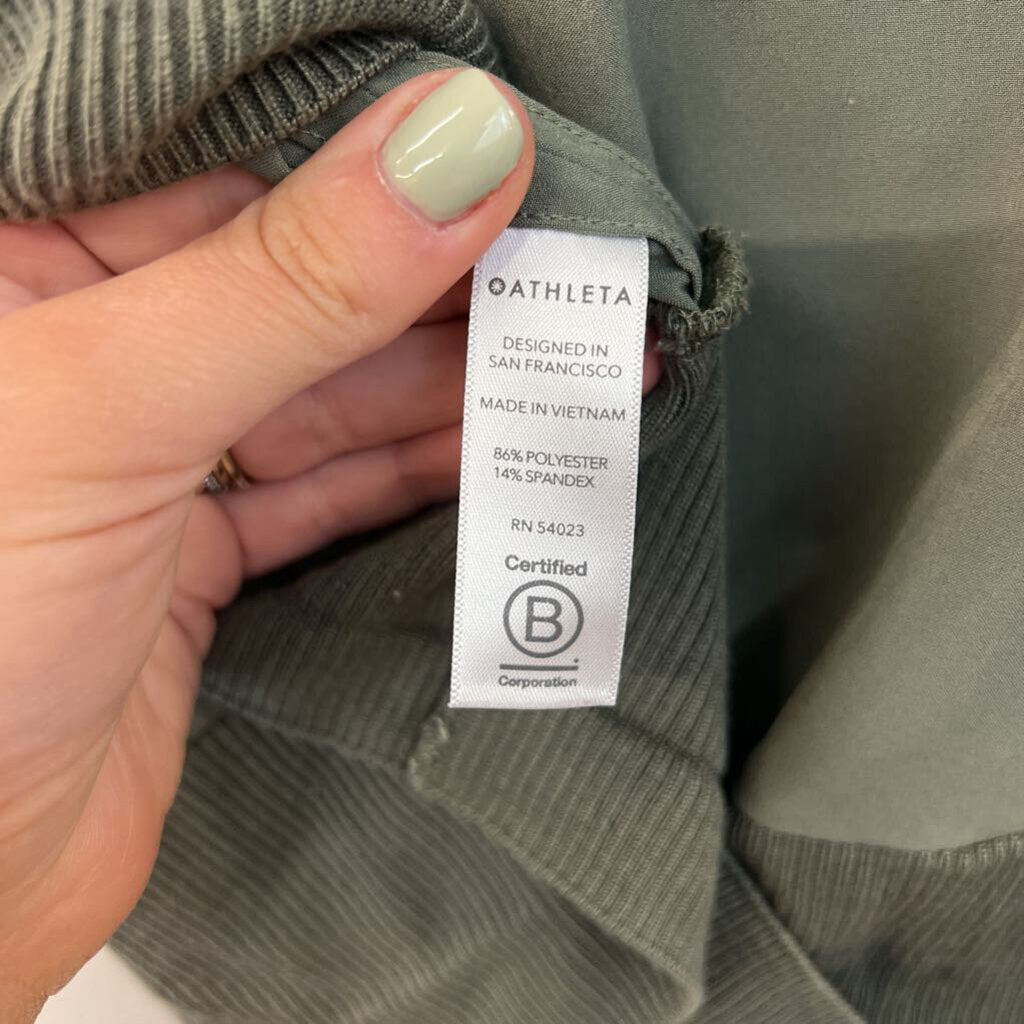 ATHLETA
DESIGNED IN
SAN FRANCISCO
MADE IN VIETNAM
86% POLYESTER
14% SPANDEX
RN 54023
Certified
B
Corporation